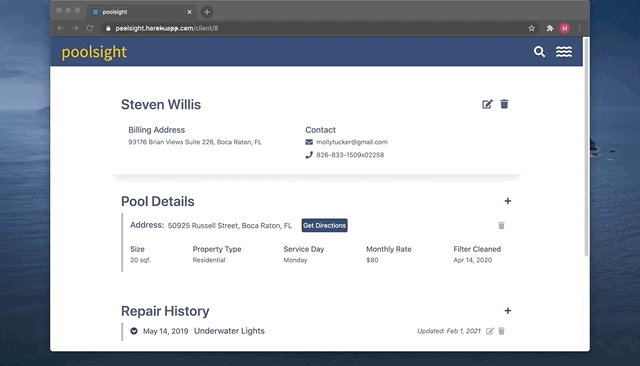 poolsight
poolsight.herokuapp.com/client/8
M
poolsight
Steven Willis
Billing Address
93176 Brian Views Suite 226, Boca Raton, FL
Contact
mollytucker@gmail.com
826-833-1509x02258
Pool Details
Address: 50925 Russell Street, Boca Raton, FL Get Directions
Size Property Type Service Day Monthly Rate Filter Cleaned
20 sqf. Residential Monday $80 Apr 14, 2020
Repair History
May 14, 2019 Underwater Lights Updated: Feb 1, 2021